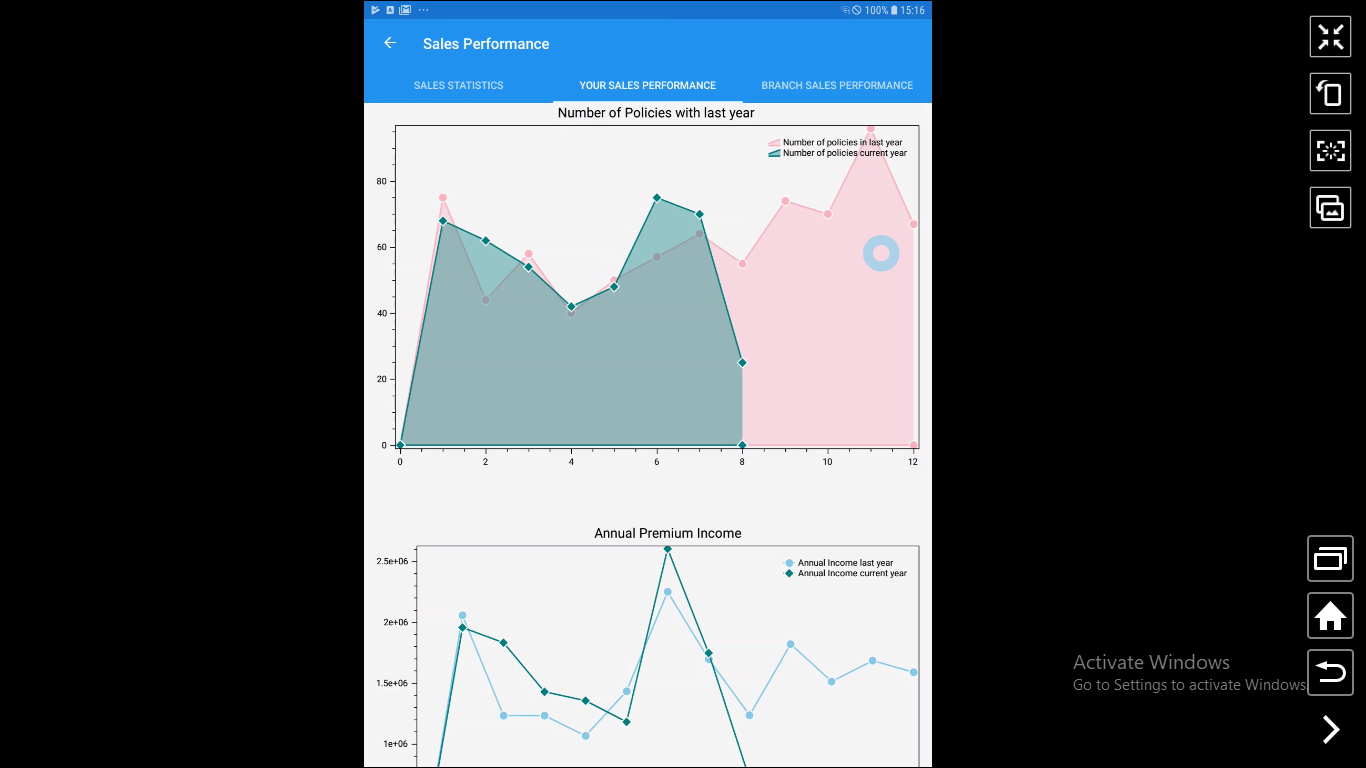 100% 15:16
Sales Performance
SALES STATISTICS
YOUR SALES PERFORMANCE
BRANCH SALES PERFORMANCE
Number of Policies with last year
Number of policies in last year
Number of policies current year
80
60
40
20
0
0 2 4 6 8 10 12
Annual Premium Income
Annual Income last year
Annual Income current year
2.5e+06
2e+06
1.5e+06
1e+06
Activate Windows
Go to Settings to activate Windows